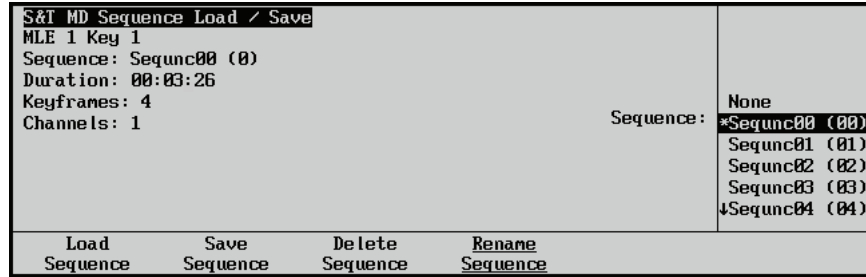 S&T MD Sequence Load / Save
MLE 1 Key 1
Sequence: Sequnc00 (0)
Duration: 00:03:26
Keyframes: 4
Channels: 1
Sequence:
None
*Sequnc00 (00)
Sequnc01 (01)
Sequnc02 (02)
Sequnc03 (03)
↓Sequnc04 (04)
Load Sequence
Save Sequence
Delete Sequence
Rename Sequence